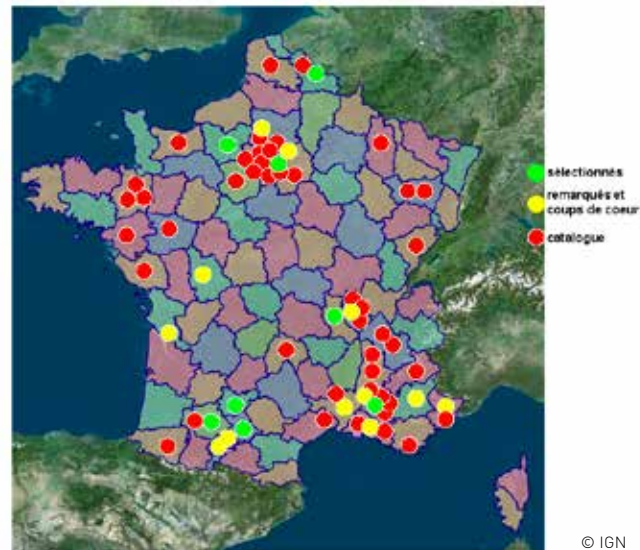 sélectionnés
remarqués et
coups de coeur
catalogue
© IGN